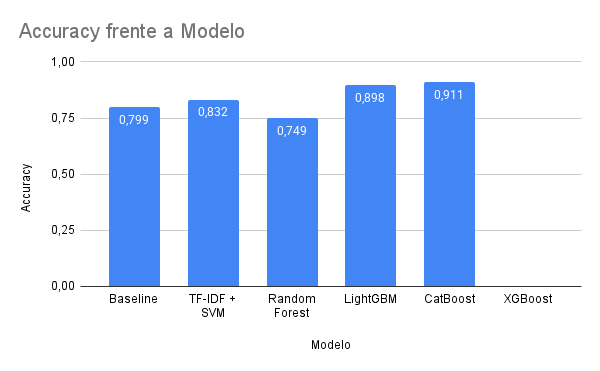 Accuracy frente a Modelo
Accuracy
1,00
0,75
0,50
0,25
0,00
0,799
0,832
0,749
0,898
0,911
Baseline
TF-IDF +
SVM
Random
Forest
LightGBM
CatBoost
XGBoost
Modelo